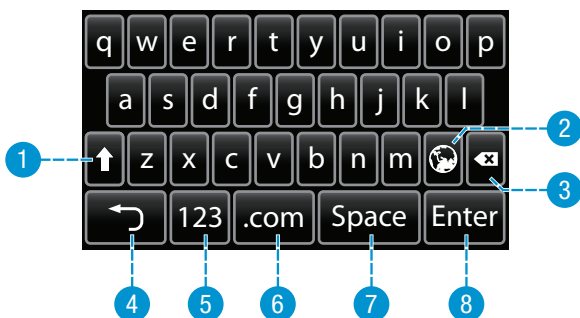 q w e r t y u i o p
a s d f g h j k l
2
1
z x c v b n m
3
123 .com Space Enter
4 5 6 7 8